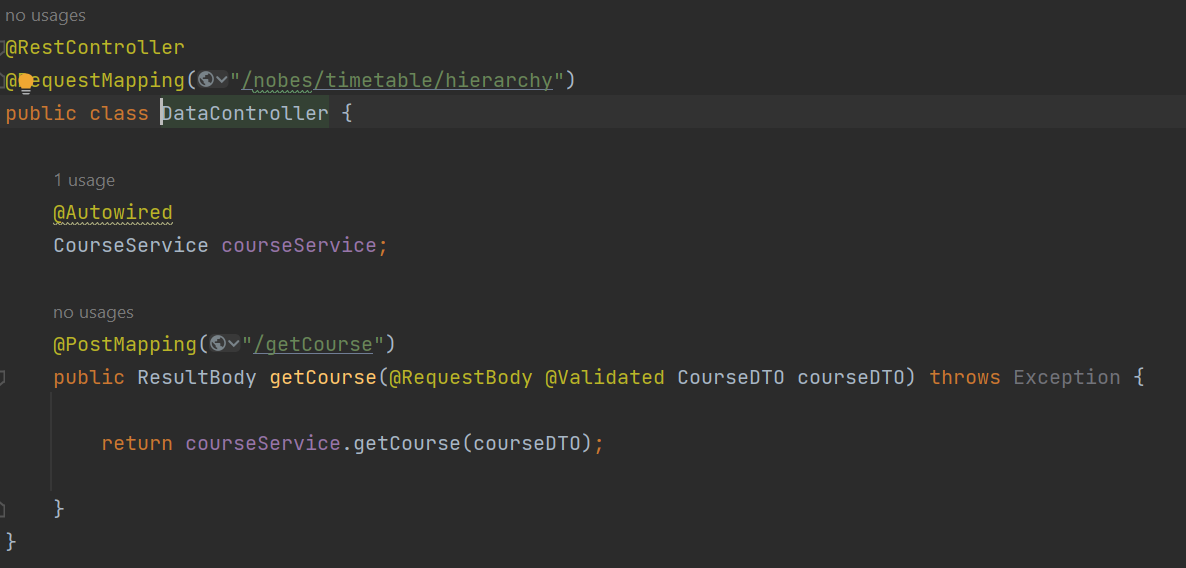 no usages
@RestController
@RequestMapping("/nobes/timetable/hierarchy")
public class DataController {
1 usage
@Autowired
CourseService courseService;
no usages
@PostMapping("/getCourse")
public ResultBody getCourse(@RequestBody @Validated CourseDTO courseDTO) throws Exception {
return courseService.getCourse(courseDTO);
}
}